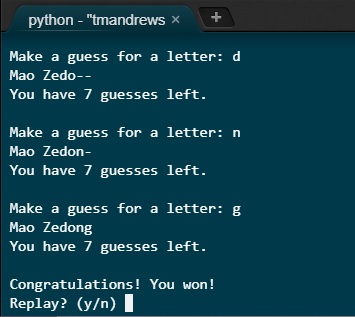 python - "tmandrews
Make a guess for a letter: d
Mao Zedo--
You have 7 guesses left.
Make a guess for a letter: n
Mao Zedon-
You have 7 guesses left.
Make a guess for a letter: g
Mao Zedong
You have 7 guesses left.
Congratulations! You won!
Replay? (y/n)